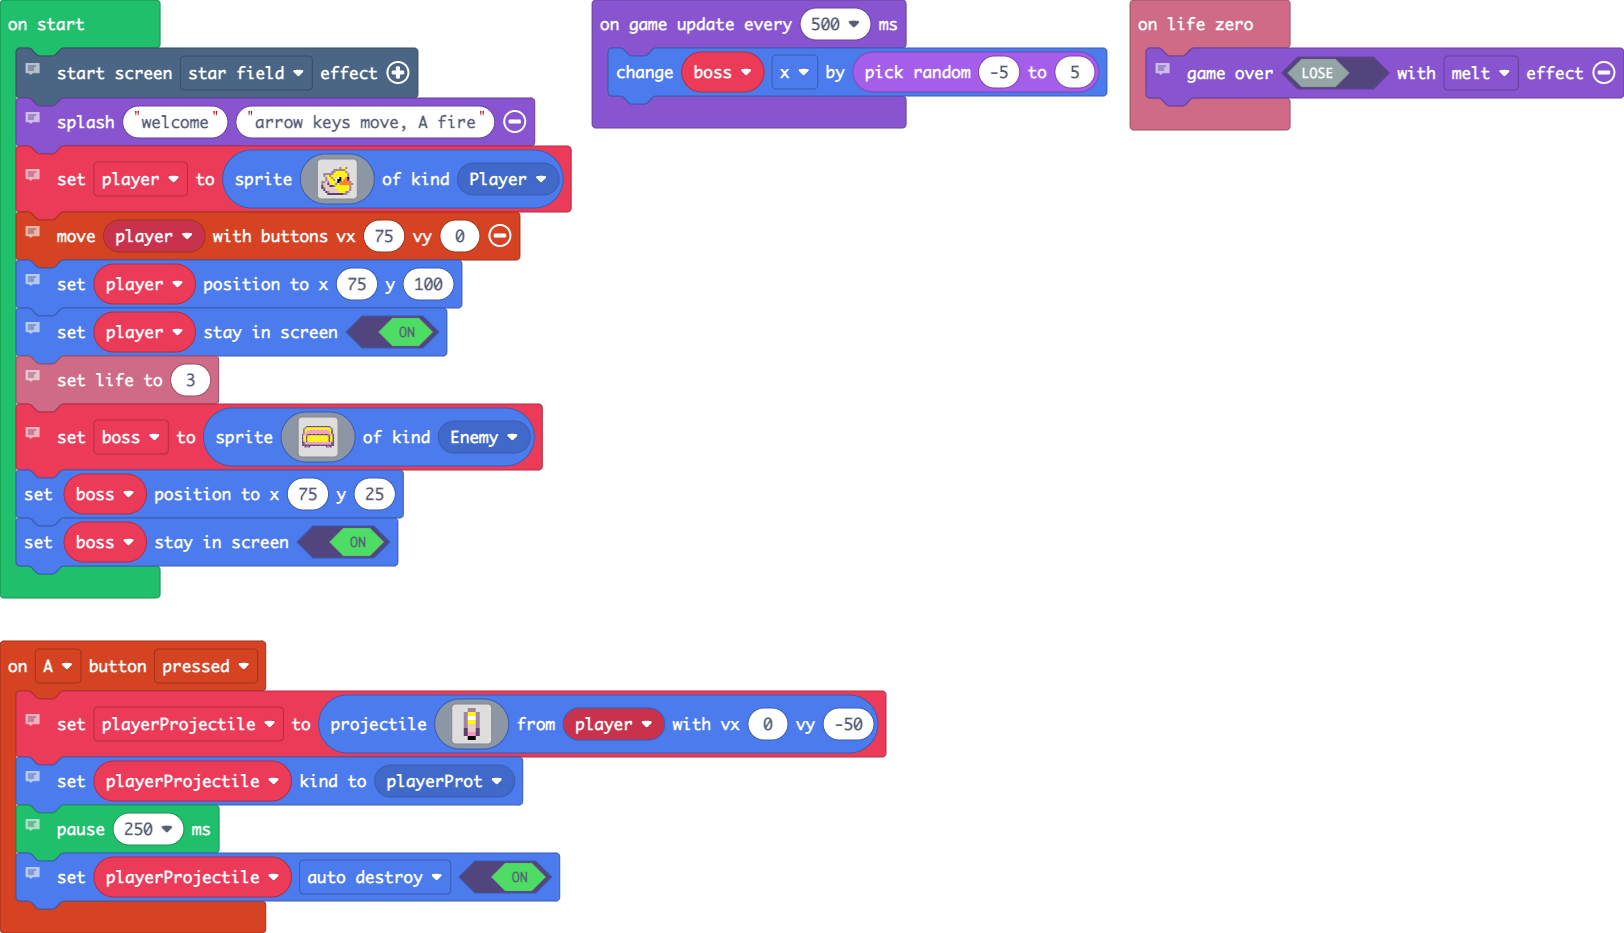 on start
start screen star field effect
splash "welcome" "arrow keys move, A fire"
set player to sprite of kind Player
move player with buttons vx 75 vy 0
set player position to x 75 y 100
set player stay in screen ON
set life to 3
set boss to sprite of kind Enemy
set boss position to x 75 y 25
set boss stay in screen ON
on game update every 500 ms
change boss x by pick random -5 to 5
on life zero
game over LOSE with melt effect
on A button pressed
set playerProjectile to projectile from player with vx 0 vy -50
set playerProjectile kind to playerProt
pause 250 ms
set playerProjectile auto destroy ON